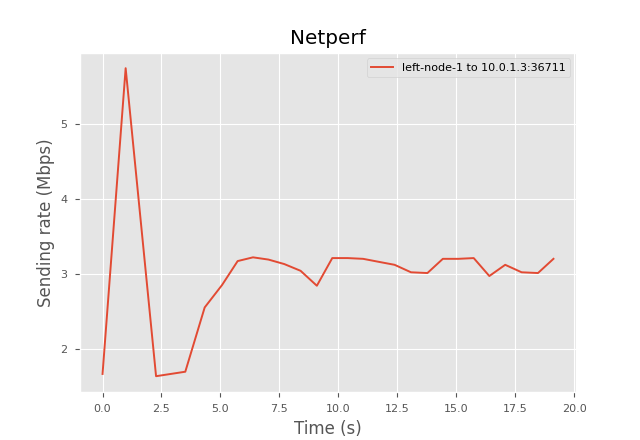 Netperf
left-node-1 to 10.0.1.3:36711
Sending rate (Mbps)
5
4
3
2
0.0 2.5 5.0 7.5 10.0 12.5 15.0 17.5 20.0
Time (s)